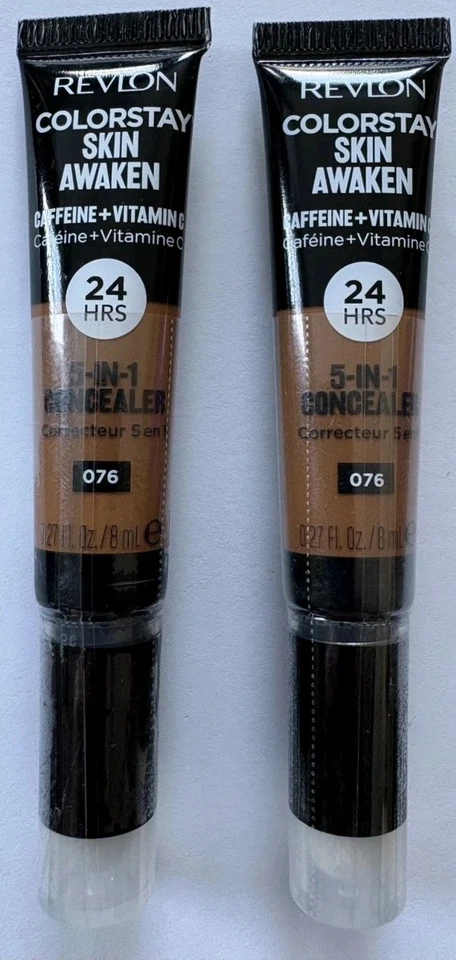 REVLON
COLORSTAY
SKIN
AWAKEN
CAFFEINE+VITAMIN C
Caféine+Vitamine C
24
HRS
5-IN-1
CONCEALER
Correcteur 5 en 1
076
0.27 Fl. Oz./8 mL e
REVLON
COLORSTAY
SKIN
AWAKEN
CAFFEINE+VITAMIN
Caféine+Vitamine C
24
HRS
5-IN-1
CONCEALER
Correcteur 5 en
076
0.27 Fl. Oz./8 mL e